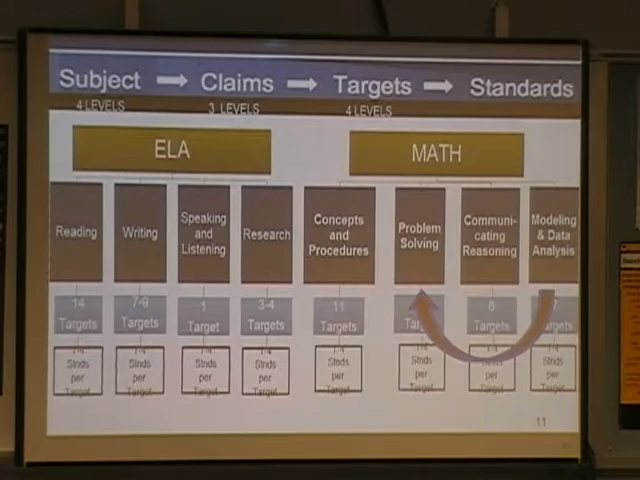 Subject → Claims → Targets → Standards
4 LEVELS 3 LEVELS 4 LEVELS
ELA MATH
Reading
Writing
Speaking
and
Listening
Research
Concepts
and
Procedures
Problem
Solving
Communi-
cating
Reasoning
Modeling
& Data
Analysis
14
Targets
7-9
Targets
1
Target
3-4
Targets
11
Targets
6
Targets
Stnds
per
Target
Stnds
per
Target
Stnds
per
Target
Stnds
per
Target
Stnds
per
Target
Stnds
per
Target
per
Target
Stnds
per
Target
11